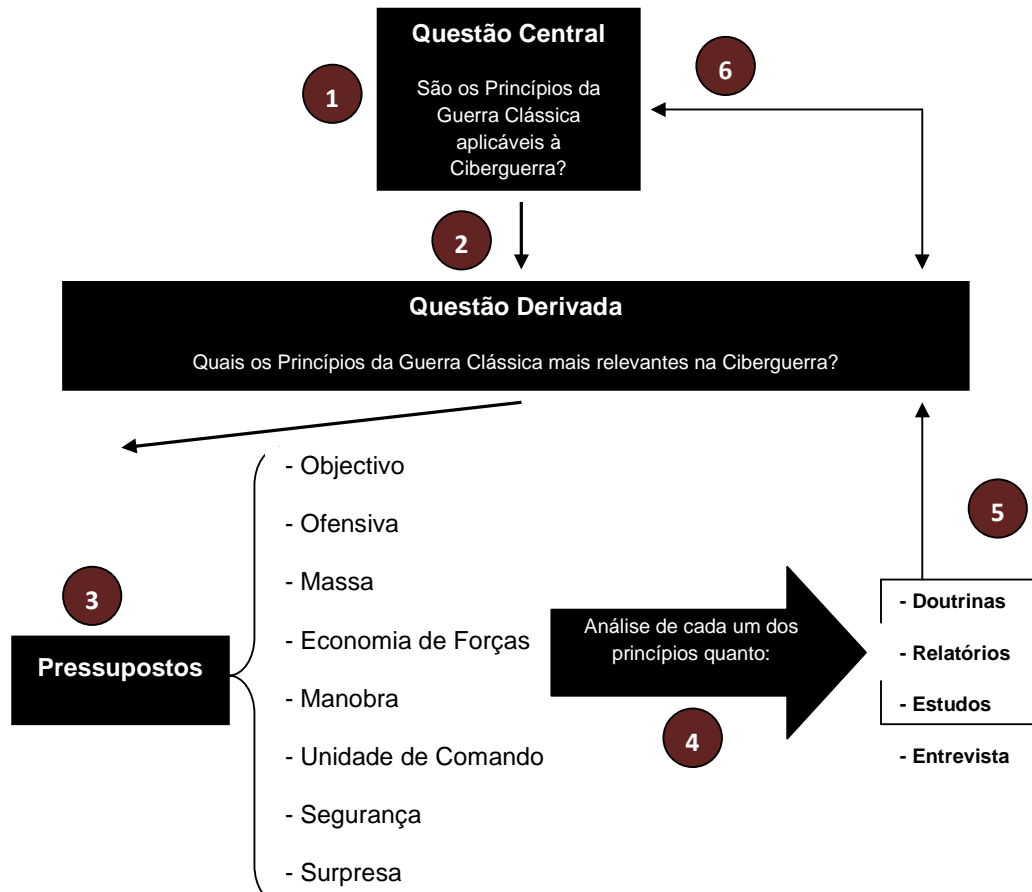 Questão Central
São os Princípios da
Guerra Clássica
aplicáveis à
Ciberguerra?
1
6
2
Questão Derivada
Quais os Princípios da Guerra Clássica mais relevantes na Ciberguerra?
3
Pressupostos
- Objectivo
- Ofensiva
- Massa
- Economia de Forças
- Manobra
- Unidade de Comando
- Segurança
- Surpresa
Análise de cada um dos
princípios quanto:
4
5
- Doutrinas
- Relatórios
- Estudos
- Entrevista